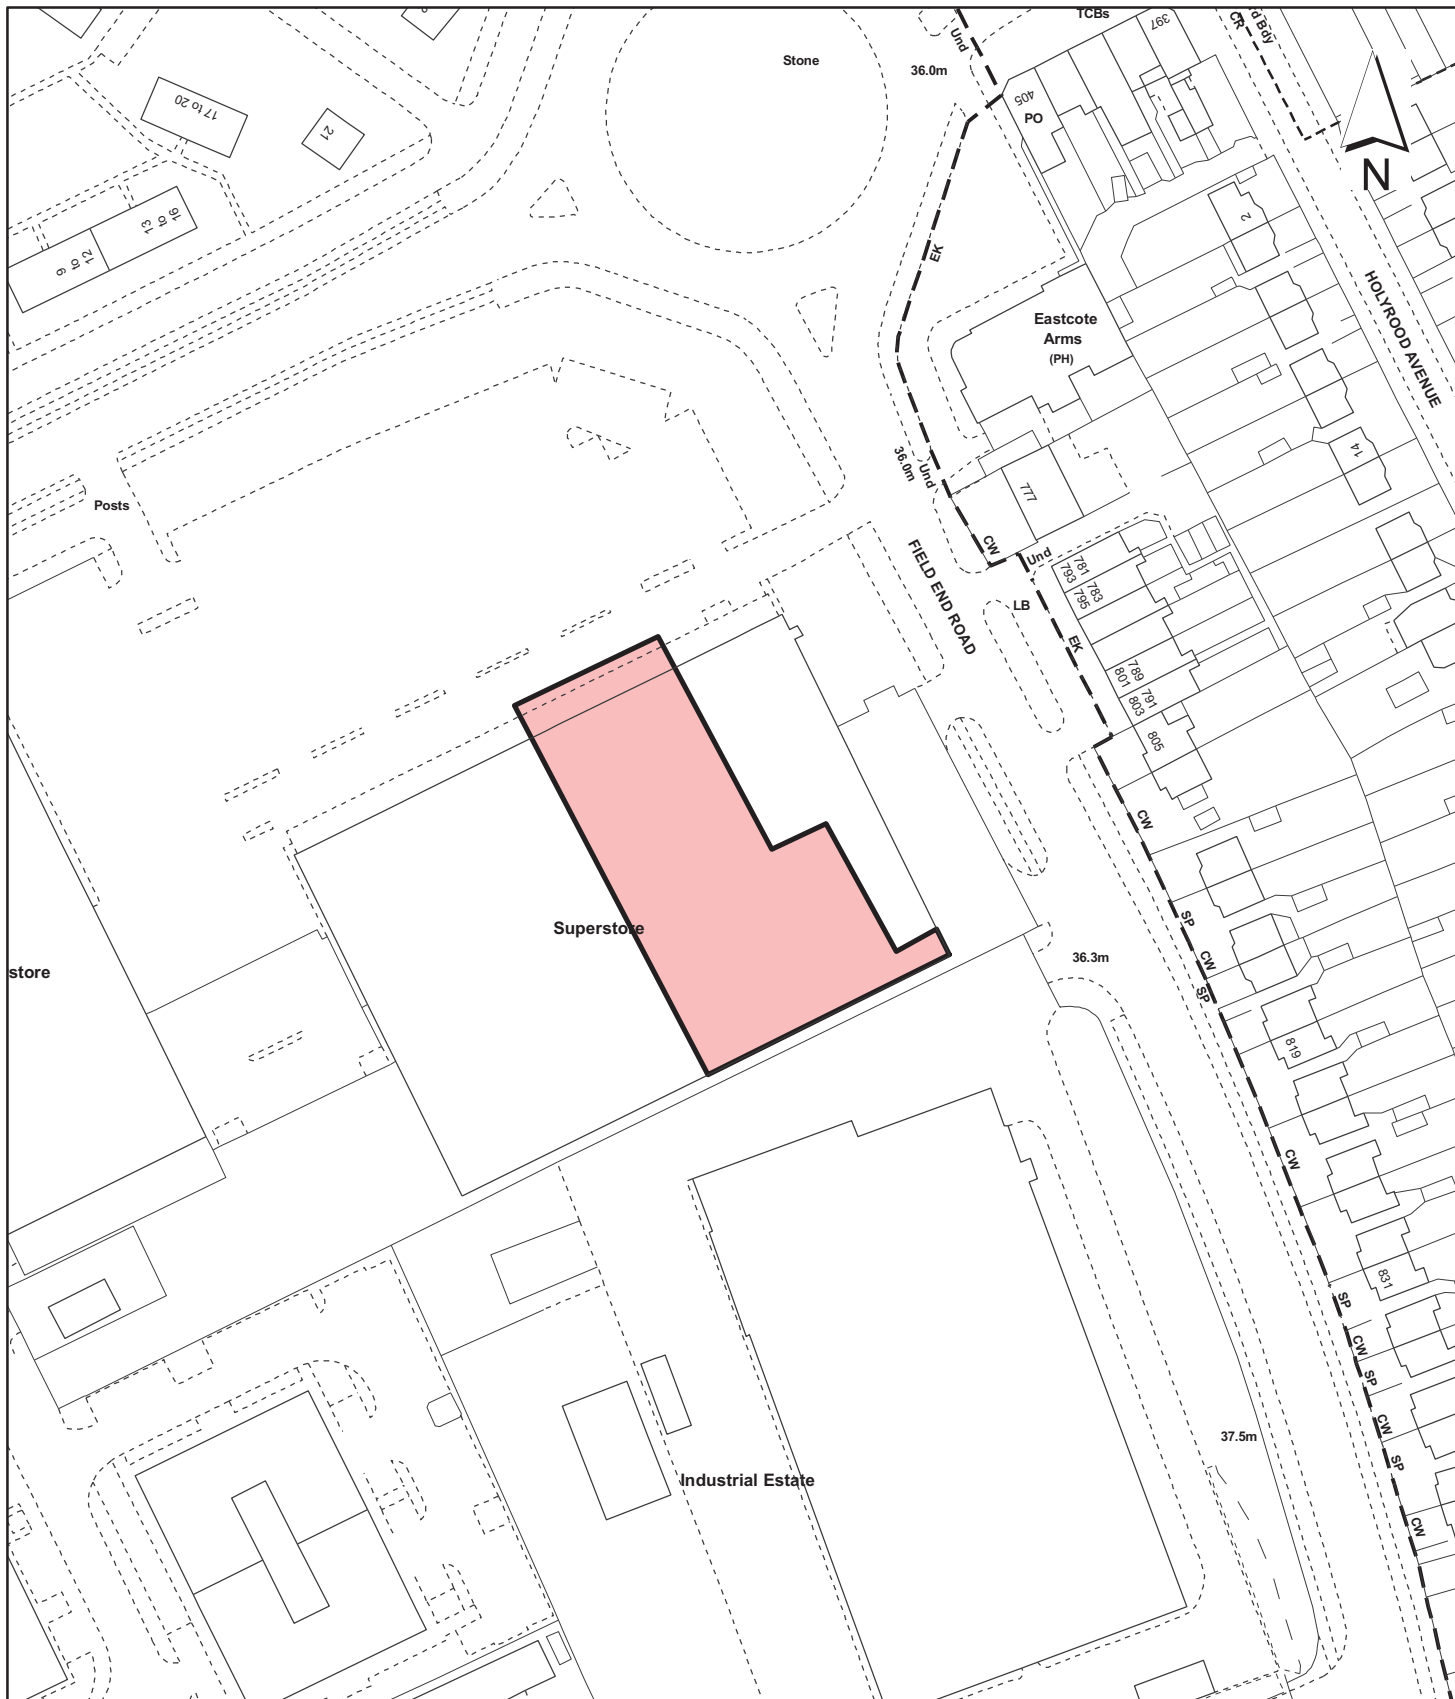 TCBs
397
CR
rd Bdy
Und
36.0m
Stone
405
PO
N
17 to 20
21
16
to
13
12
to
9
2
EK
HOLYROOD AVENUE
Eastcote
Arms
(PH)
14
36.0m
Und
777
Posts
CW
Und
FIELD END ROAD
781
793
783
795
LB
EK
789
801
791
803
805
CW
SP
Superstore
CW
36.3m
store
SP
819
CW
831
SP
CW
SP
CW
37.5m
SP
Industrial Estate
CW